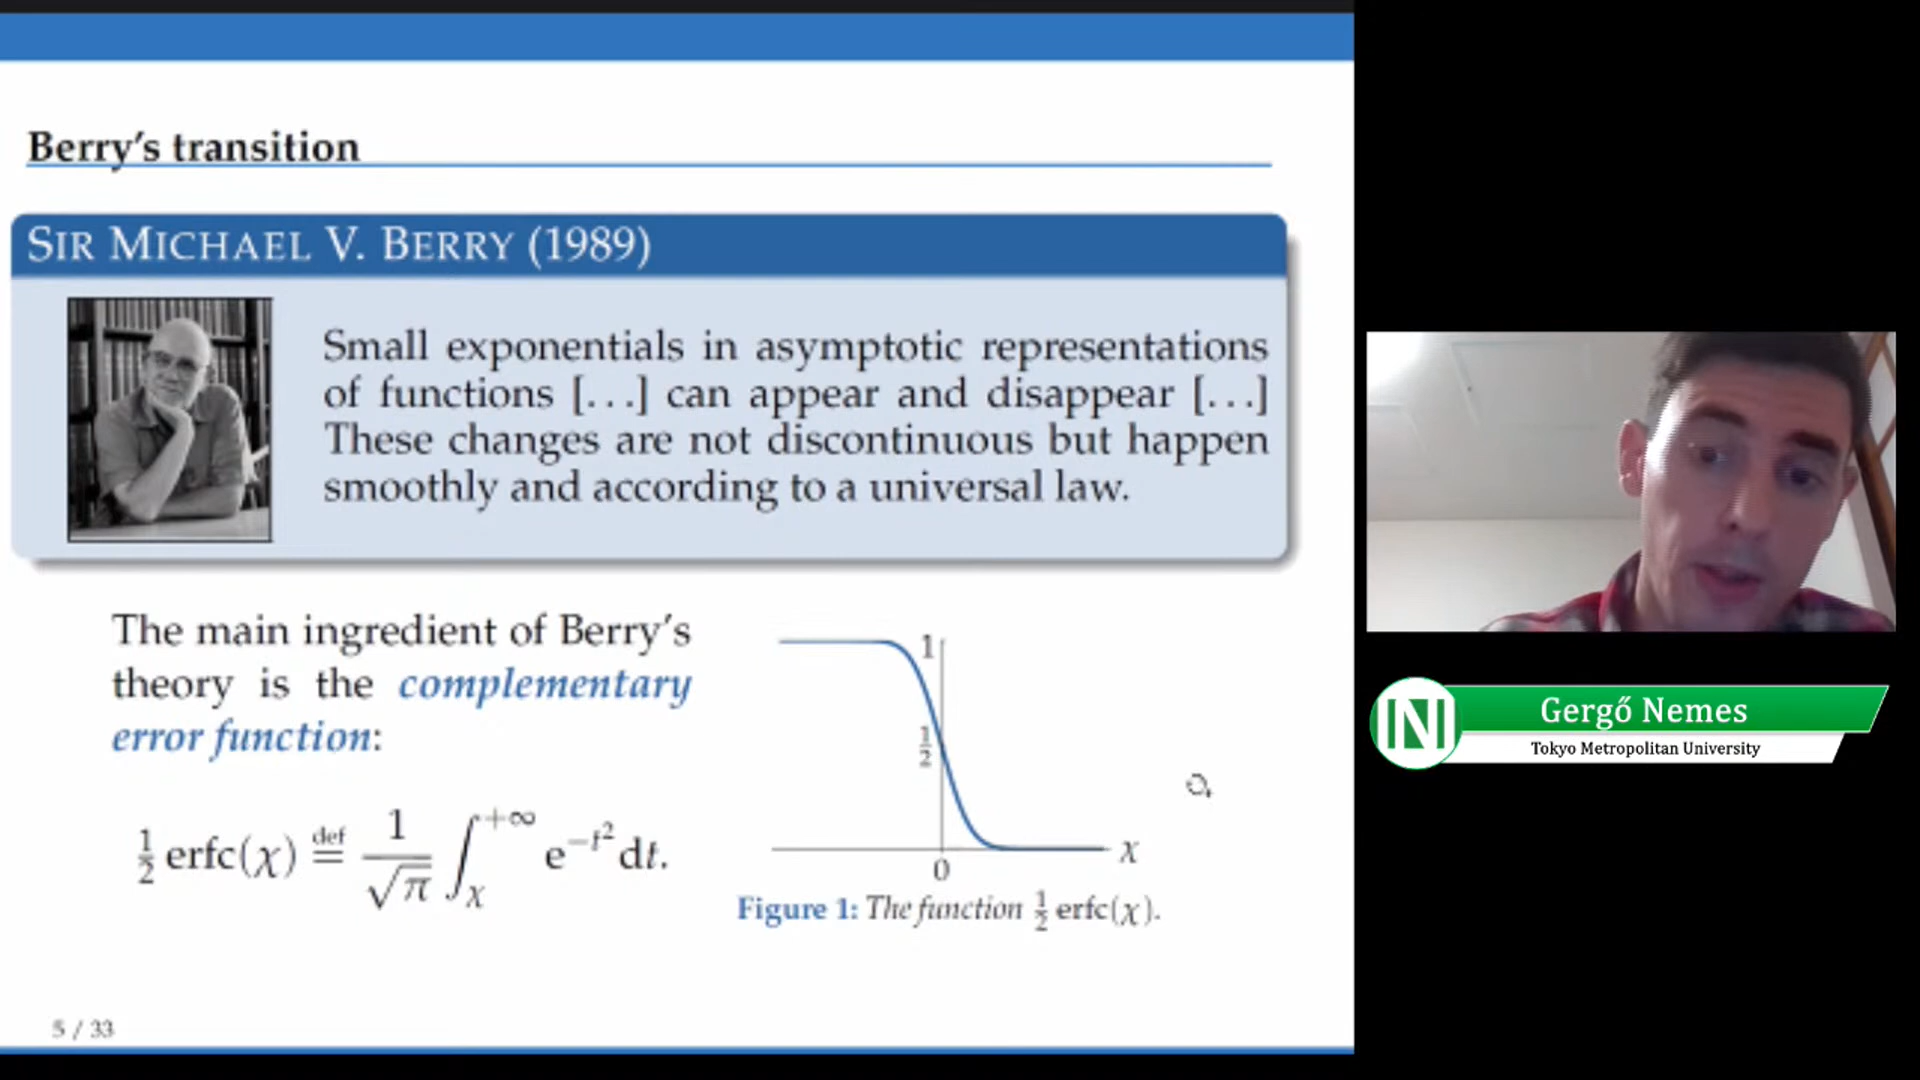 Berry's transition
SIR MICHAEL V. BERRY (1989)
Small exponentials in asymptotic representations
of functions [...] can appear and disappear [...]
These changes are not discontinuous but happen
smoothly and according to a universal law.
The main ingredient of Berry's
theory is the complementary
error function:
½ erfc(χ) ≝ 1/√π ∫_χ^{+∞} e^{−t²} dt.
1
½
0
χ
Figure 1: The function ½ erfc(χ).
5 / 33
Gergő Nemes
Tokyo Metropolitan University